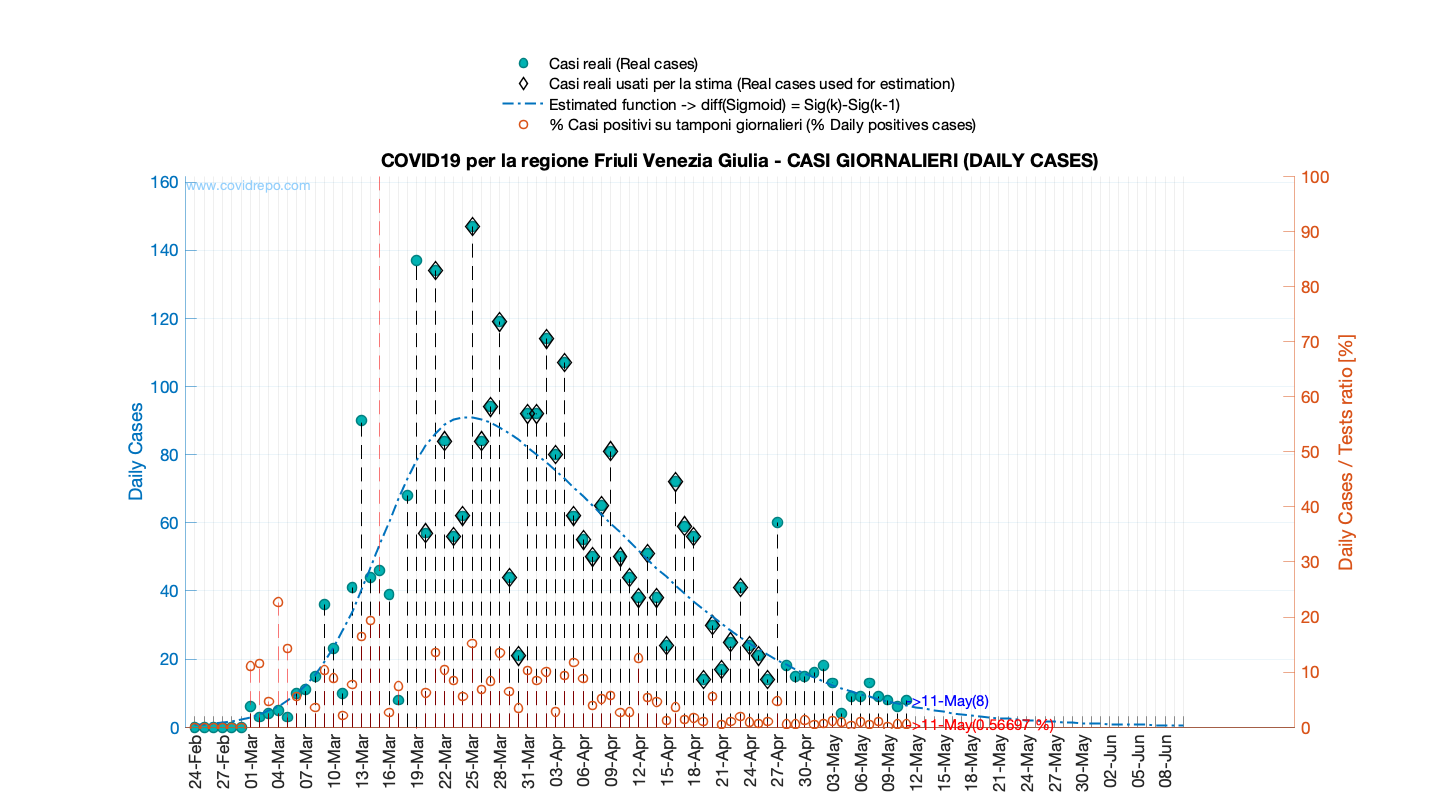 Casi reali (Real cases)
Casi reali usati per la stima (Real cases used for estimation)
Estimated function -> diff(Sigmoid) = Sig(k)-Sig(k-1)
% Casi positivi su tamponi giornalieri (% Daily positives cases)
COVID19 per la regione Friuli Venezia Giulia - CASI GIORNALIERI (DAILY CASES)
www.covidrepo.com
160
140
120
100
80
60
40
20
0
Daily Cases
100
90
80
70
60
50
40
30
20
10
0
Daily Cases / Tests ratio [%]
>11-May(8)
>11-May(0.56697 %)
24-Feb
27-Feb
01-Mar
04-Mar
07-Mar
10-Mar
13-Mar
16-Mar
19-Mar
22-Mar
25-Mar
28-Mar
31-Mar
03-Apr
06-Apr
09-Apr
12-Apr
15-Apr
18-Apr
21-Apr
24-Apr
27-Apr
30-Apr
03-May
06-May
09-May
12-May
15-May
18-May
21-May
24-May
27-May
30-May
02-Jun
05-Jun
08-Jun